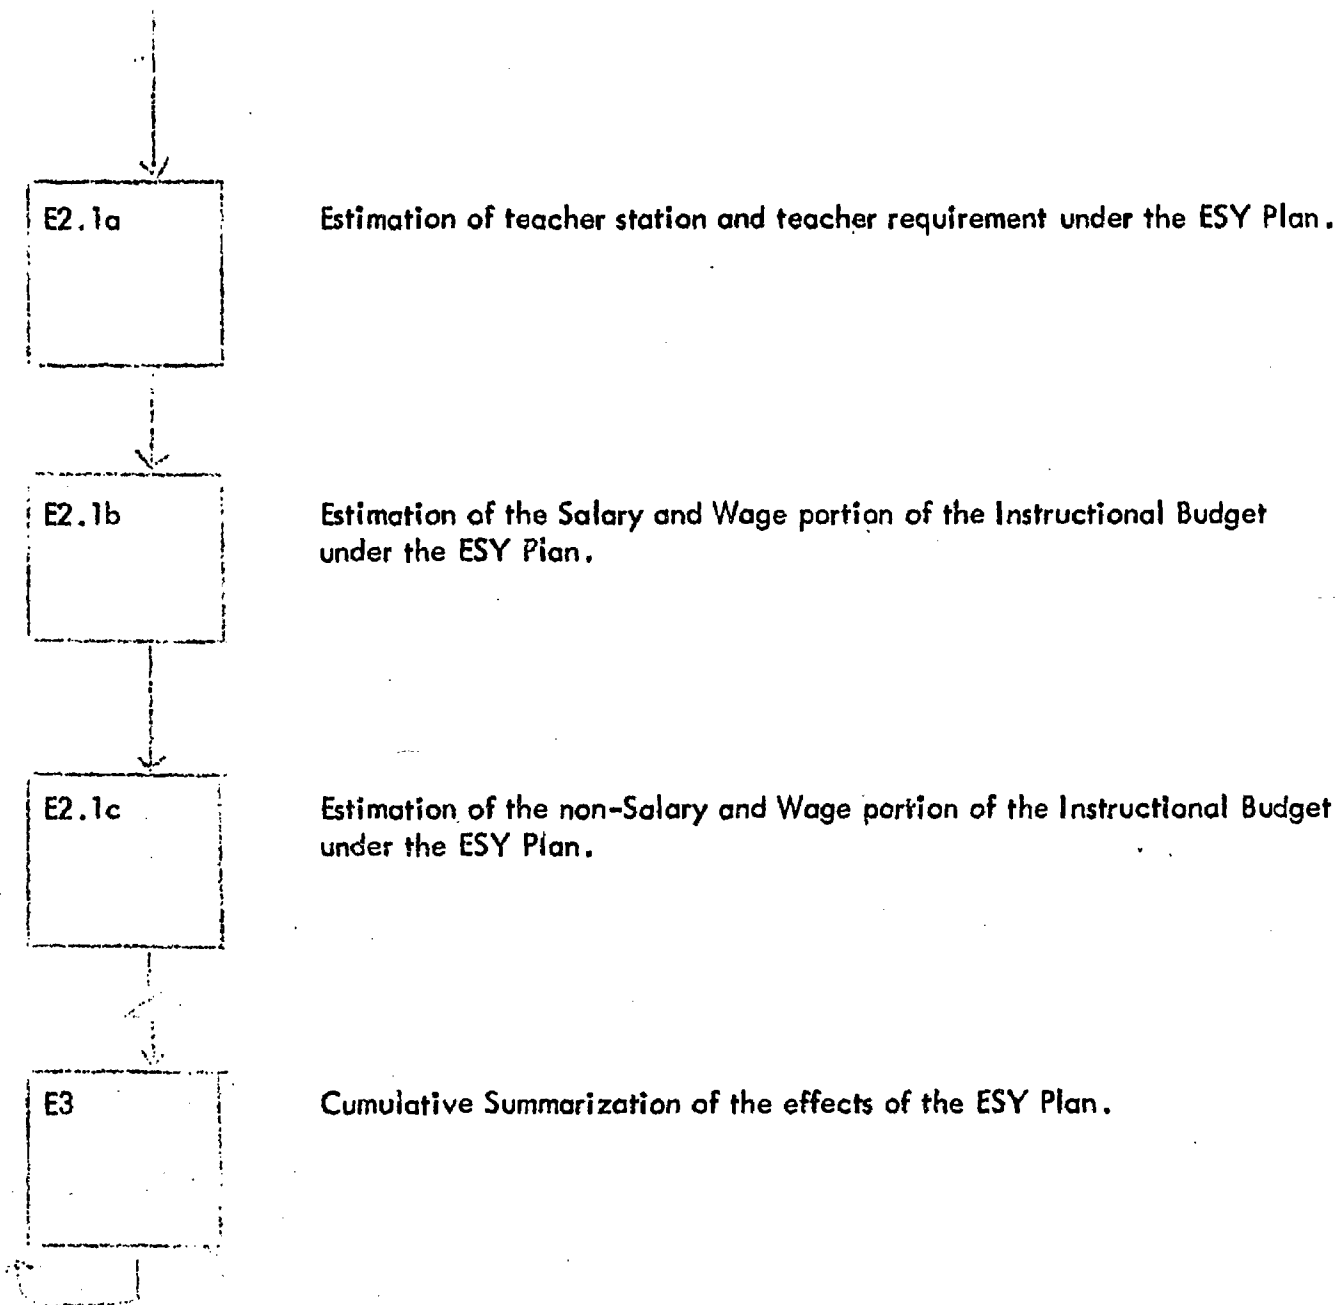 E2.1a
Estimation of teacher station and teacher requirement under the ESY Plan.
E2.1b
Estimation of the Salary and Wage portion of the Instructional Budget
under the ESY Plan.
E2.1c
Estimation of the non-Salary and Wage portion of the Instructional Budget
under the ESY Plan.
E3
Cumulative Summarization of the effects of the ESY Plan.